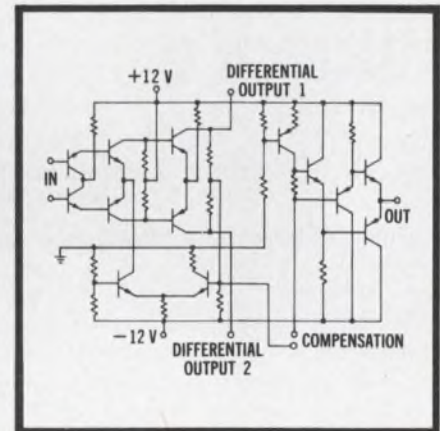 +12 V
DIFFERENTIAL
OUTPUT 1
IN
OUT
-12 V
DIFFERENTIAL
OUTPUT 2
COMPENSATION